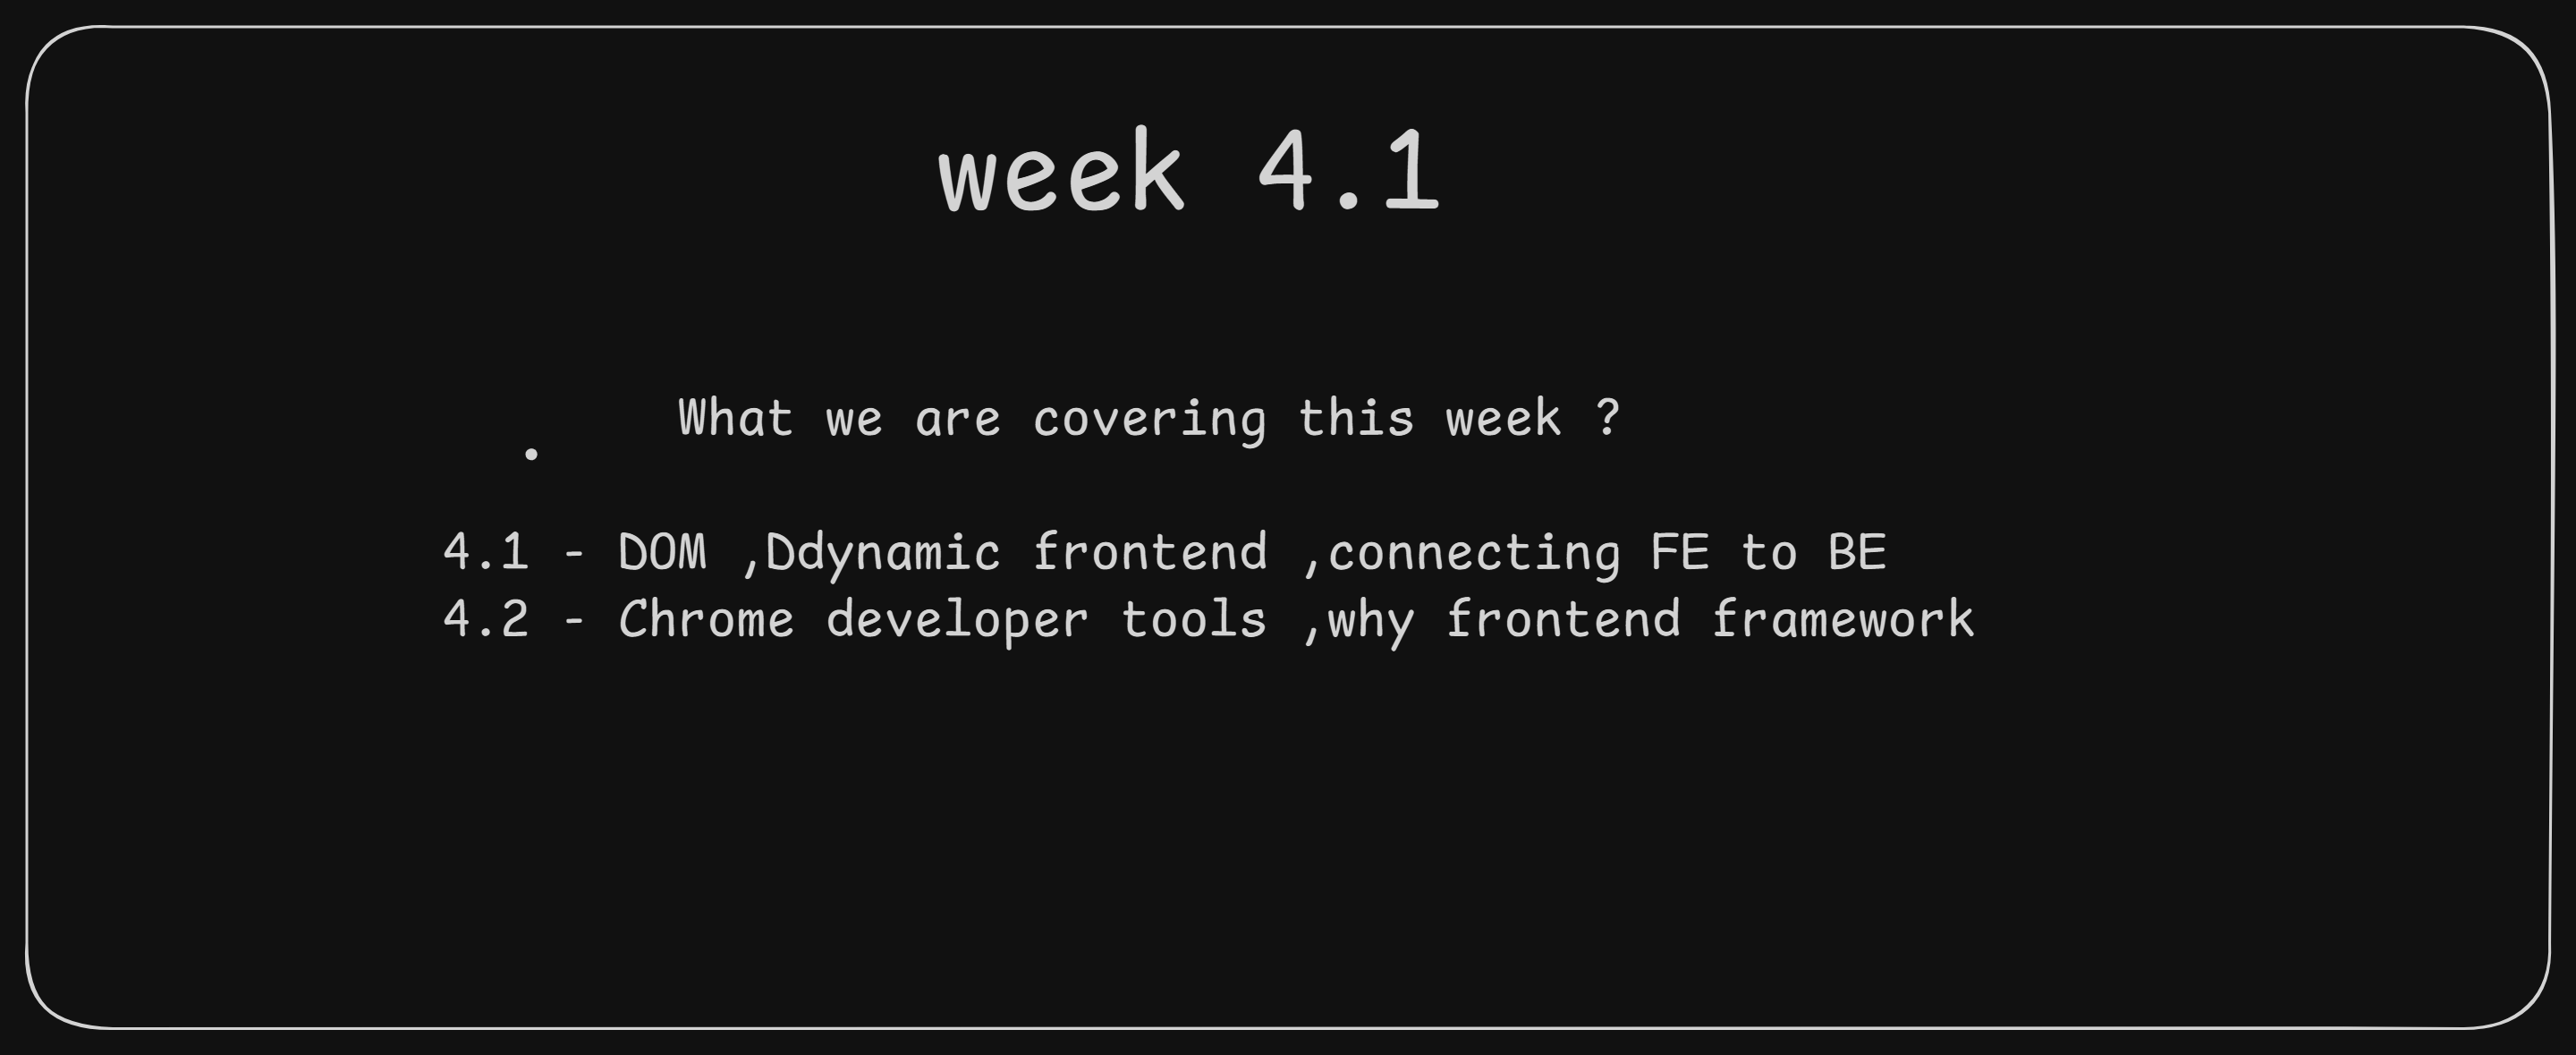 week 4.1
What we are covering this week ?
4.1 - DOM ,Ddynamic frontend ,connecting FE to BE
4.2 - Chrome developer tools ,why frontend framework